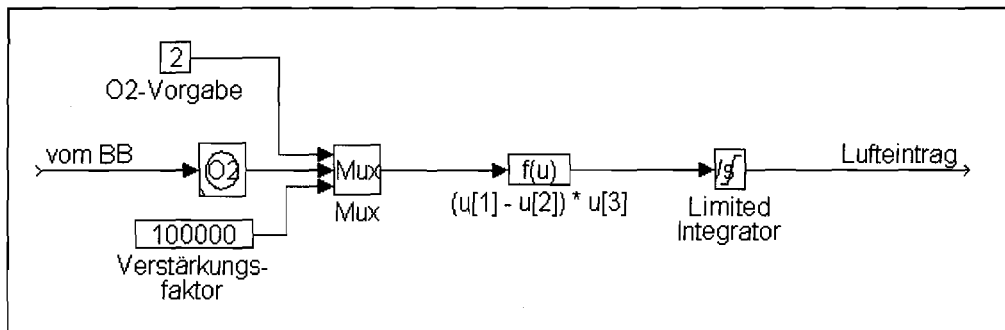 2
O2-Vorgabe
vom BB
O2
Mux
Mux
f(u)
(u[1] - u[2]) * u[3]
Limited
Integrator
Lufteintrag
100000
Verstärkungs-
faktor